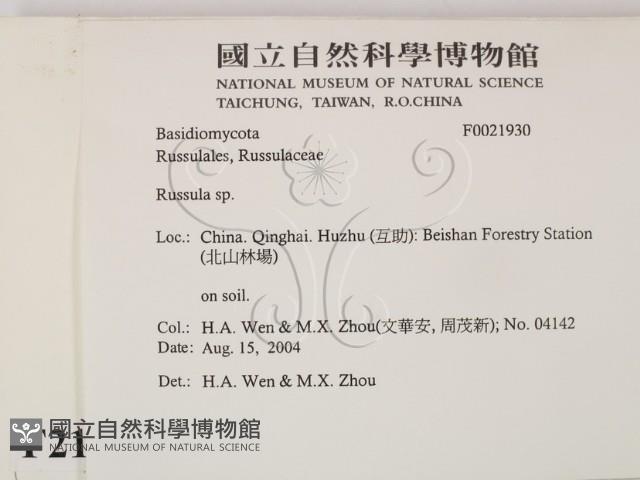 國立自然科學博物館
NATIONAL MUSEUM OF NATURAL SCIENCE
TAICHUNG, TAIWAN, R.O.CHINA
Basidiomycota F0021930
Russulales, Russulaceae
Russula sp.
Loc.: China. Qinghai. Huzhu (互助): Beishan Forestry Station
(北山林場)
on soil.
Col.: H.A. Wen & M.X. Zhou(文華安, 周茂新); No. 04142
Date: Aug. 15, 2004
Det.: H.A. Wen & M.X. Zhou
國立自然科學博物館
NATIONAL MUSEUM OF NATURAL SCIENCE